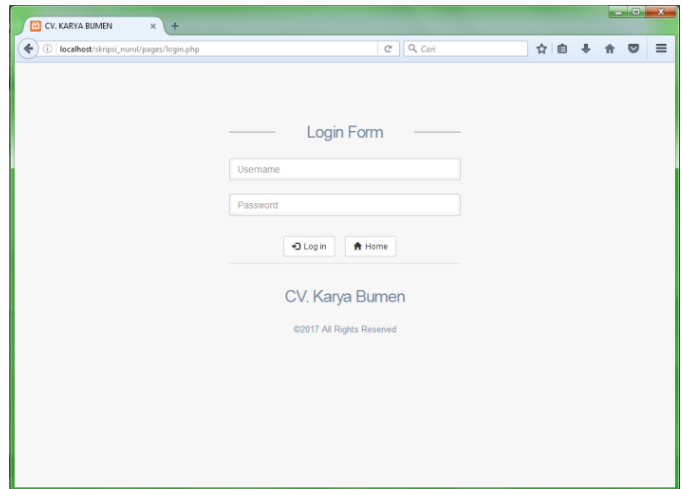 CV. KARYA BUMEN
localhost/skripsi_nurul/pages/login.php
Cari
Login Form
Username
Password
Log in Home
CV. Karya Bumen
©2017 All Rights Reserved